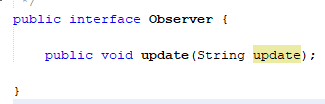 */
public interface Observer {
public void update(String update);
}